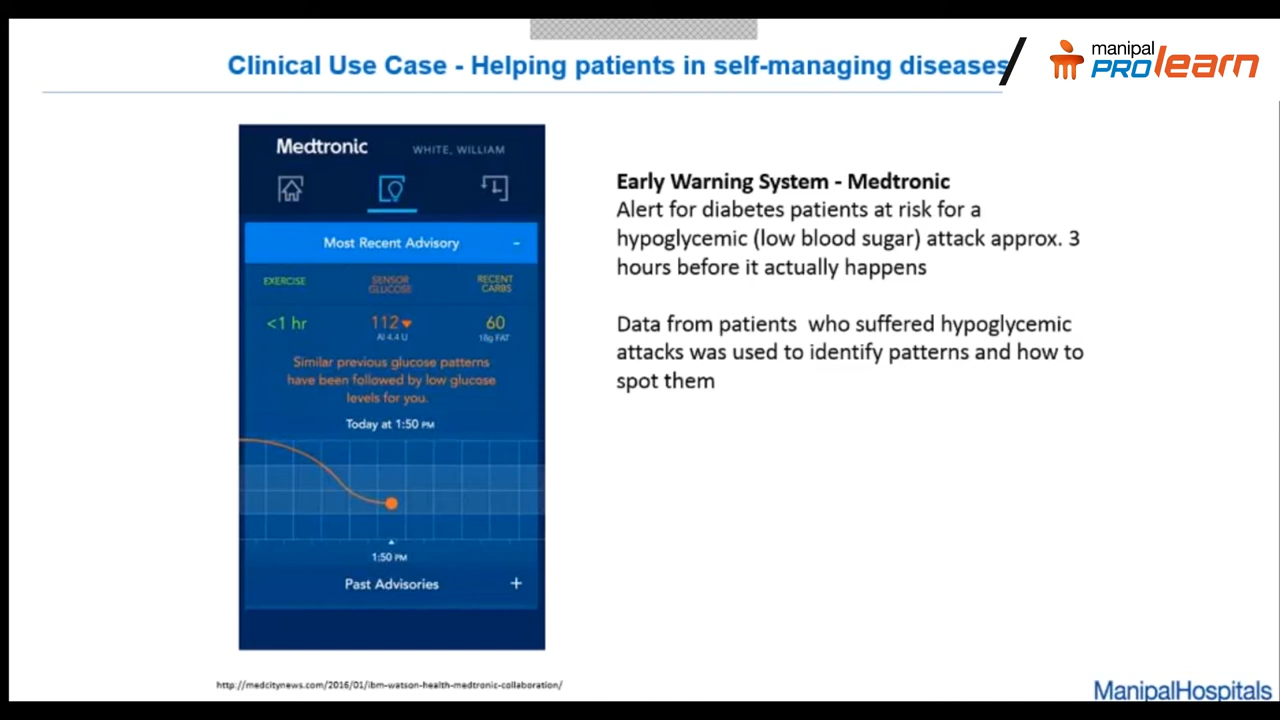 Clinical Use Case - Helping patients in self-managing diseases
manipal
PROlearn
Medtronic
WHITE, WILLIAM
Most Recent Advisory -
EXERCISE
SENSOR GLUCOSE
RECENT CARBS
<1 hr
112
60
AI 4.4 U
18g FAT
Similar previous glucose patterns
have been followed by low glucose
levels for you.
Today at 1:50 PM
1:50 PM
Past Advisories +
Early Warning System - Medtronic
Alert for diabetes patients at risk for a
hypoglycemic (low blood sugar) attack approx. 3
hours before it actually happens
Data from patients who suffered hypoglycemic
attacks was used to identify patterns and how to
spot them
http://medcitynews.com/2016/01/ibm-watson-health-medtronic-collaboration/
ManipalHospitals